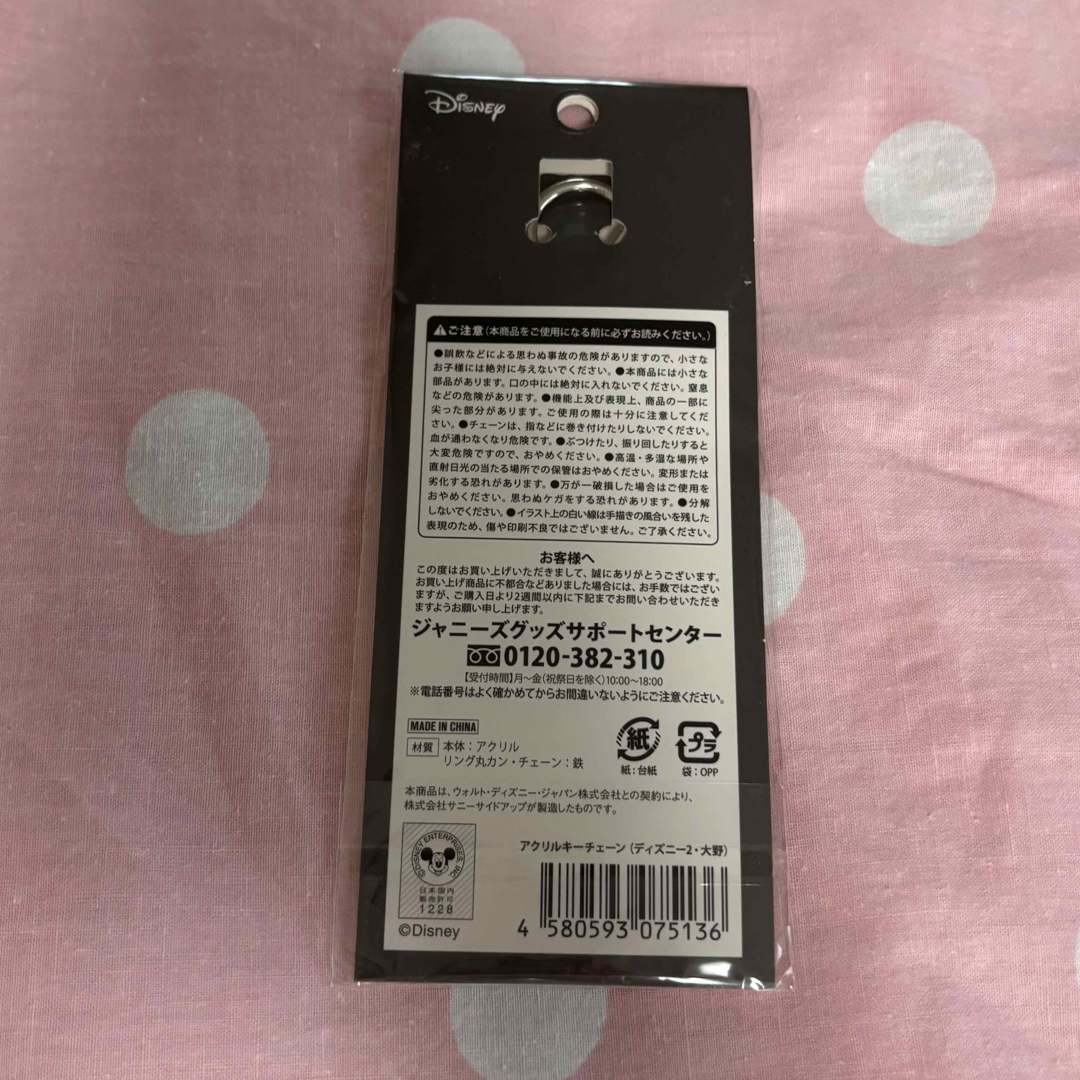 Disney
⚠ご注意(本商品をご使用になる前に必ずお読みください。)
●誤飲などによる思わぬ事故の危険がありますので、小さな
お子様には絶対に与えないでください。●本商品には小さな
部品があります。口の中には絶対に入れないでください。窒息
などの危険があります。●機能上及び表現上、商品の一部に
尖った部分があります。ご使用の際は十分に注意してくだ
さい。●チェーンは、指などに巻き付けたりしないでください。
血が通わなくなり危険です。●ぶつけたり、振り回したりすると
大変危険ですので、おやめください。●高温・多湿な場所や
直射日光の当たる場所での保管はおやめください。変形または
劣化する恐れがあります。●万が一破損した場合はご使用を
おやめください。思わぬケガをする恐れがあります。●分解
しないでください。●イラスト上の白い線は手描きの風合いを残した
表現のため、傷や印刷不良ではございません。ご了承ください。
お客様へ
この度はお買い上げいただきまして、誠にありがとうございます。
お買い上げ商品に不都合などありました場合には、お手数ではござい
ますが、ご購入日より2週間以内に下記までお問い合わせいただき
ますようお願い申し上げます。
ジャニーズグッズサポートセンター
0120-382-310
【受付時間】月〜金(祝祭日を除く)10:00〜18:00
※電話番号はよく確かめてからお間違いないようにご注意ください。
MADE IN CHINA
材質 本体：アクリル
リング丸カン・チェーン：鉄
紙 プラ
紙：台紙 袋：OPP
本商品は、ウォルト・ディズニー・ジャパン株式会社との契約により、
株式会社サニーサイドアップが製造したものです。
©DISNEY ENTERPRISES, INC.
日本国内
販売許可
1228
©Disney
アクリルキーチェーン(ディズニー2・大野)
4 580593 075136